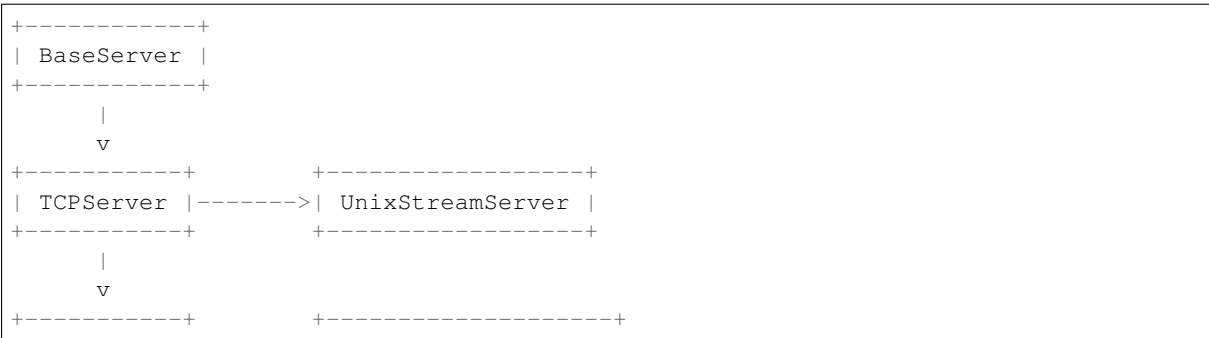 +------------+
| BaseServer |
+------------+
      |
      v
+-----------+        +------------------+
| TCPServer |------->| UnixStreamServer |
+-----------+        +------------------+
      |
      v
+-----------+        +--------------------+